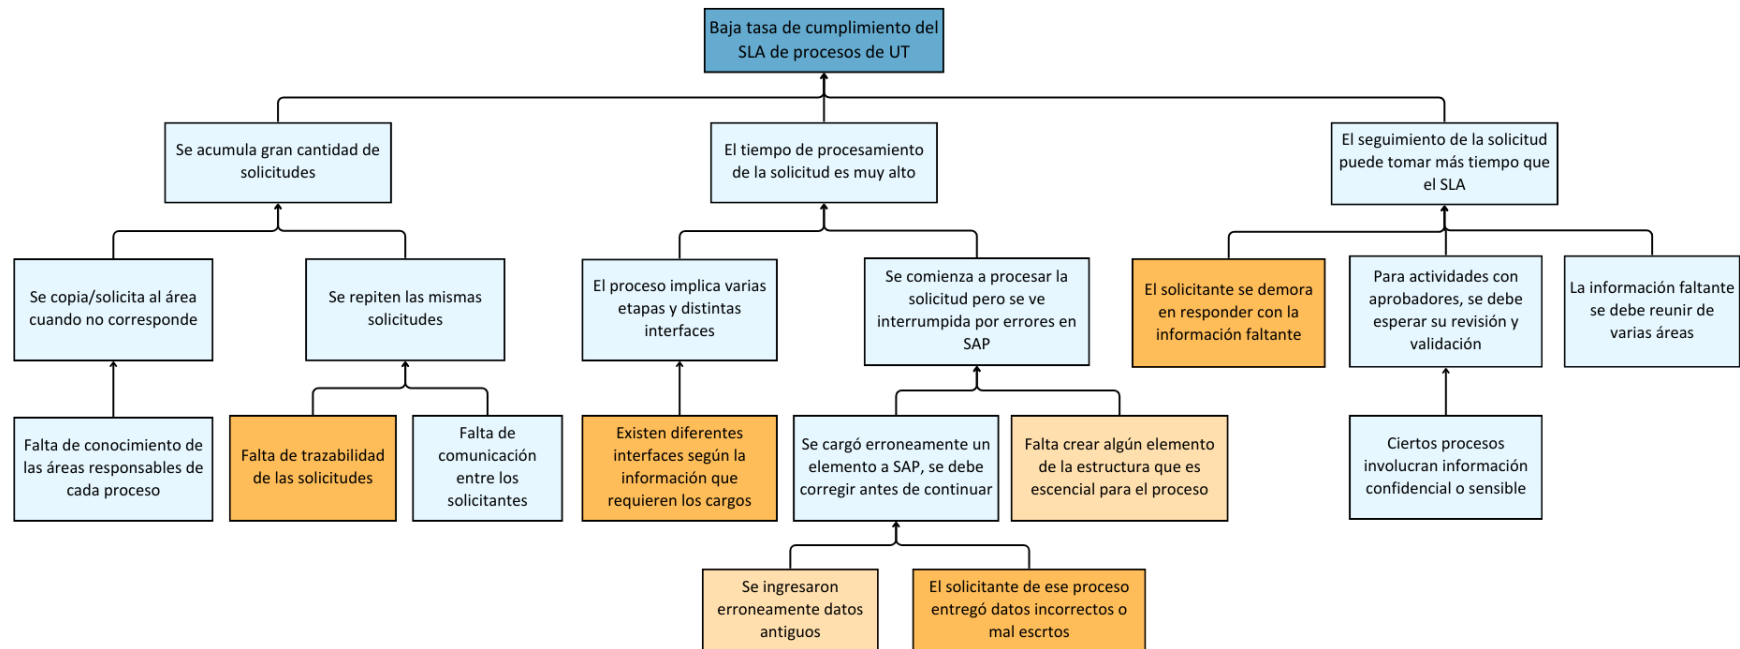 Baja tasa de cumplimiento del
SLA de procesos de UT
Se acumula gran cantidad de
solicitudes
El tiempo de procesamiento
de la solicitud es muy alto
El seguimiento de la solicitud
puede tomar más tiempo que
el SLA
Se copia/solicita al área
cuando no corresponde
Se repiten las mismas
solicitudes
El proceso implica varias
etapas y distintas
interfaces
Se comienza a procesar la
solicitud pero se ve
interrumpida por errores en
SAP
El solicitante se demora
en responder con la
información faltante
Para actividades con
aprobadores, se debe
esperar su revisión y
validación
La información faltante
se debe reunir de
varias áreas
Falta de conocimiento de
las áreas responsables de
cada proceso
Falta de trazabilidad
de las solicitudes
Falta de
comunicación
entre los
solicitantes
Existen diferentes
interfaces según la
información que
requieren los cargos
Se cargó erroneamente un
elemento a SAP, se debe
corregir antes de continuar
Falta crear algún elemento
de la estructura que es
escencial para el proceso
Ciertos procesos
involucran información
confidencial o sensible
Se ingresaron
erroneamente datos
antiguos
El solicitante de ese proceso
entregó datos incorrectos o
mal escrtos